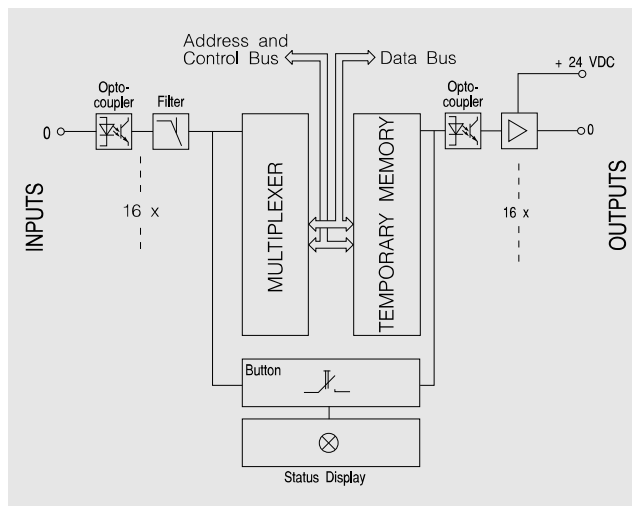 Address and
Control Bus
Data Bus
+ 24 VDC
Opto-
coupler
Filter
Opto-
coupler
0
0
INPUTS
16 x
MULTIPLEXER
TEMPORARY MEMORY
16 x
OUTPUTS
Button
Status Display